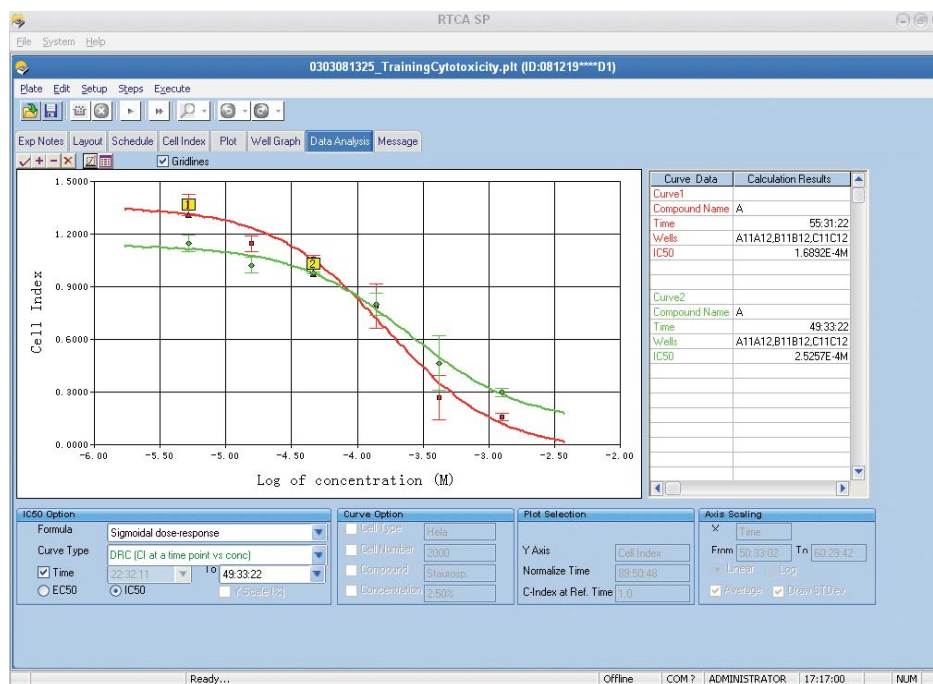 RTCA SP
File System Help
0303081325_TrainingCytotoxicity.plt (ID:081219****D1)
Plate Edit Setup Steps Execute
Exp Notes Layout Schedule Cell Index Plot Well Graph Data Analysis Message
Gridlines
1.5000
1.2000
0.9000
0.6000
0.3000
0.0000
Cell Index
1
2
-6.00 -5.50 -5.00 -4.50 -4.00 -3.50 -3.00 -2.50 -2.00
Log of concentration (M)
Curve Data Calculation Results
Curve1
Compound Name A
Time 55:31:22
Wells A11A12,B11B12,C11C12
IC50 1.6892E-4M
Curve2
Compound Name A
Time 49:33:22
Wells A11A12,B11B12,C11C12
IC50 2.5257E-4M
IC50 Option
Formula Sigmoidal dose-response
Curve Type DRC (CI at a time point vs conc)
Time 22:32:11 To 49:33:22
EC50 IC50 Y Scale (%)
Curve Option
Cell Type Hela
Cell Number 2000
Compound Staurosp.
Concentration 2.50%
Plot Selection
Y Axis Cell Index
Normalize Time 89:50:48
C-Index at Ref. Time 1.0
Axis Scaling
X Time
From 50:33:02 To 60:29:42
Linear Log
Average Draw STDev
Ready... Offline COM ? ADMINISTRATOR 17:17:00 NUM